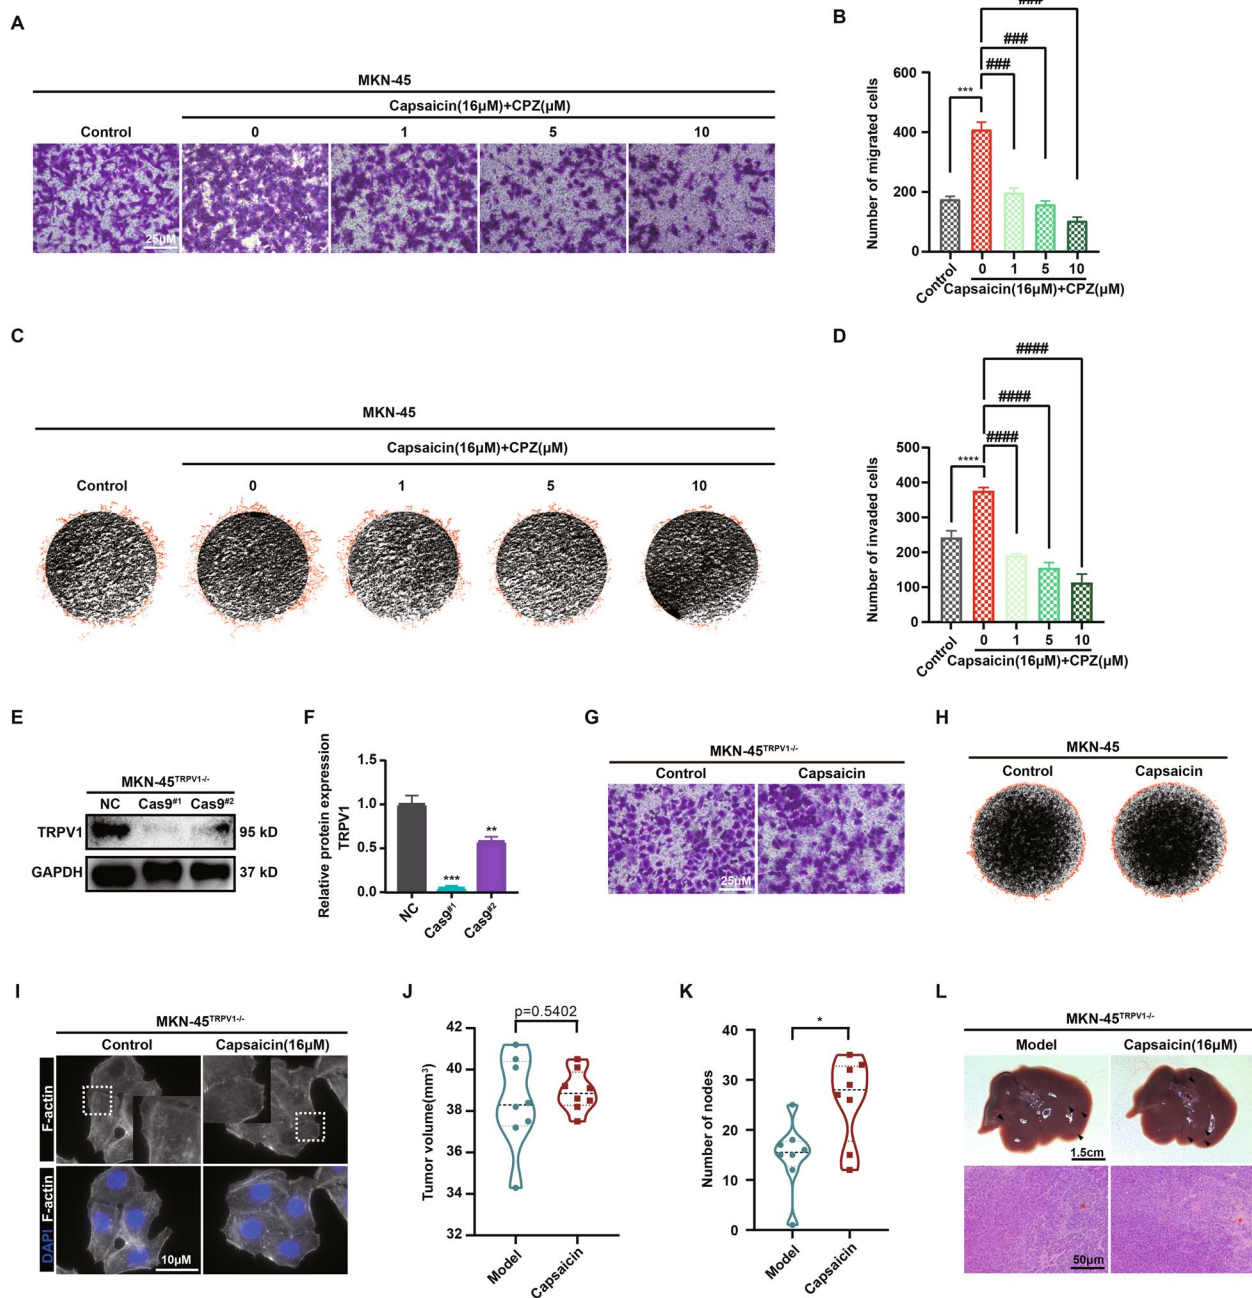 A
MKN-45
Capsaicin(16μM)+CPZ(μM)
Control 0 1 5 10
25μM
B
###
###
###
***
Number of migrated cells
600
400
200
0
Control 0 1 5 10
Capsaicin(16μM)+CPZ(μM)
C
MKN-45
Capsaicin(16μM)+CPZ(μM)
Control 0 1 5 10
D
####
####
####
****
Number of invaded cells
500
400
300
200
100
0
Control 0 1 5 10
Capsaicin(16μM)+CPZ(μM)
E
MKN-45TRPV1-/-
NC Cas9#1 Cas9#2
TRPV1 95 kD
GAPDH 37 kD
F
Relative protein expression
TRPV1
1.5
1.0
0.5
0.0
***
**
NC Cas9#1 Cas9#2
G
MKN-45TRPV1-/-
Control Capsaicin
25μM
H
MKN-45
Control Capsaicin
I
MKN-45TRPV1-/-
Control Capsaicin(16μM)
F-actin
DAPI F-actin
10μM
J
p=0.5402
Tumor volume(mm³)
42
40
38
36
34
32
Model Capsaicin
K
*
Number of nodes
40
30
20
10
0
Model Capsaicin
L
MKN-45TRPV1-/-
Model Capsaicin(16μM)
1.5cm
50μm